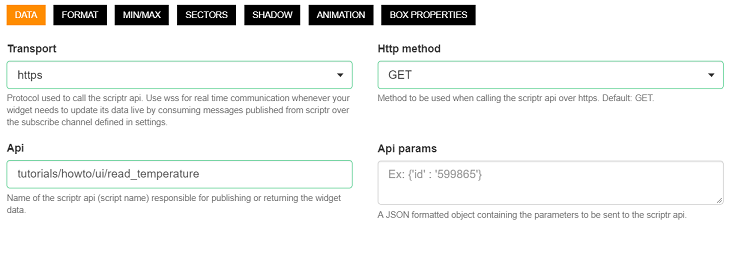 DATA FORMAT MIN/MAX SECTORS SHADOW ANIMATION BOX PROPERTIES
Transport
https
Protocol used to call the scriptr api. Use wss for real time communication whenever your
widget needs to update its data live by consuming messages published from scriptr over
the subscribe channel defined in settings.
Http method
GET
Method to be used when calling the scriptr api over https. Default: GET.
Api
tutorials/howto/ui/read_temperature
Name of the scriptr api (script name) responsible for publishing or returning the widget
data.
Api params
Ex: {'id' : '599865'}
A JSON formatted object containing the parameters to be sent to the scriptr api.